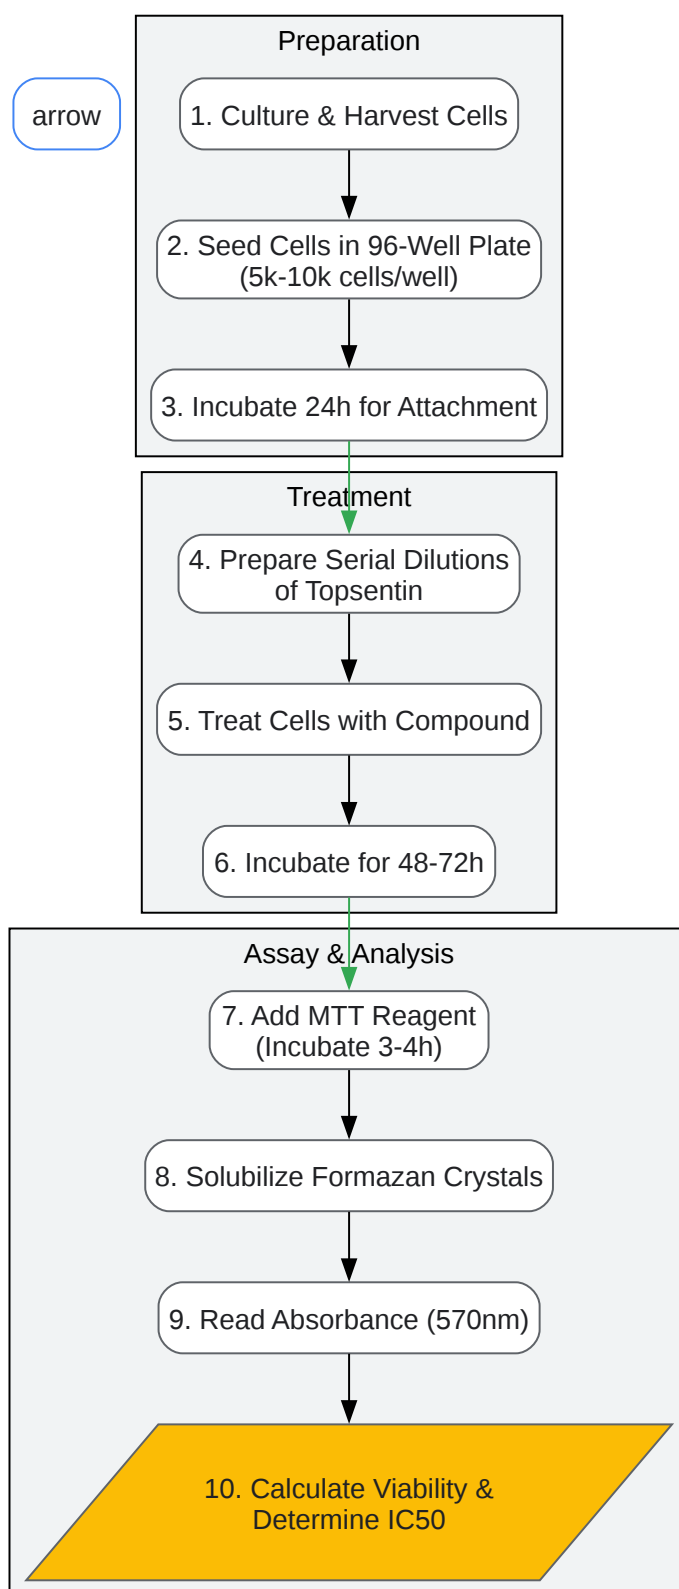 Preparation
arrow
1. Culture & Harvest Cells
2. Seed Cells in 96-Well Plate
(5k-10k cells/well)
3. Incubate 24h for Attachment
Treatment
4. Prepare Serial Dilutions
of Topsentin
5. Treat Cells with Compound
6. Incubate for 48-72h
Assay & Analysis
7. Add MTT Reagent
(Incubate 3-4h)
8. Solubilize Formazan Crystals
9. Read Absorbance (570nm)
10. Calculate Viability &
Determine IC50